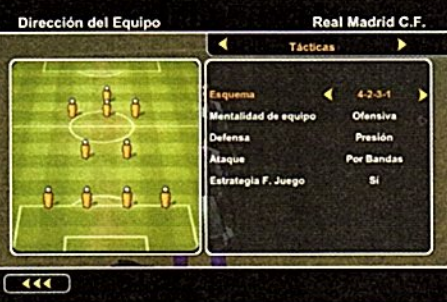 Dirección del Equipo
Real Madrid C.F.
Tácticas
Esquema 4-2-3-1
Mentalidad de equipo Ofensiva
Defensa Presión
Ataque Por Bandas
Estrategia F. Juego Sí